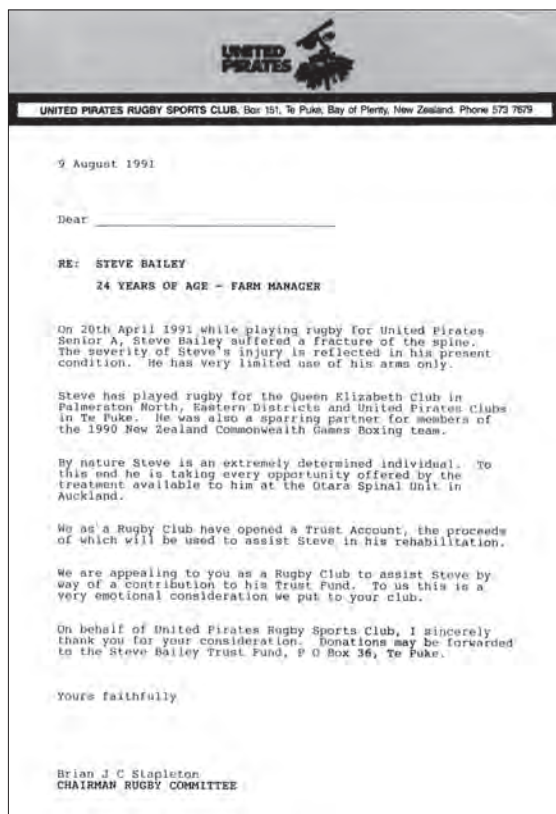 UNITED
PIRATES
UNITED PIRATES RUGBY SPORTS CLUB, Box 151, Te Puke, Bay of Plenty, New Zealand. Phone 573 7679
9 August 1991
Dear
RE: STEVE BAILEY
24 YEARS OF AGE - FARM MANAGER
On 20th April 1991 while playing rugby for United Pirates
Senior A, Steve Bailey suffered a fracture of the spine.
The severity of Steve's injury is reflected in his present
condition. He has very limited use of his arms only.
Steve has played rugby for the Queen Elizabeth Club in
Palmerston North, Eastern Districts and United Pirates Clubs
in Te Puke. He was also a sparring partner for members of
the 1990 New Zealand Commonwealth Games Boxing team.
By nature Steve is an extremely determined individual. To
this end he is taking every opportunity offered by the
treatment available to him at the Otara Spinal Unit in
Auckland.
We as a Rugby Club have opened a Trust Account, the proceeds
of which will be used to assist Steve in his rehabilitation.
We are appealing to you as a Rugby Club to assist Steve by
way of a contribution to his Trust Fund. To us this is a
very emotional consideration we put to your club.
On behalf of United Pirates Rugby Sports Club, I sincerely
thank you for your consideration. Donations may be forwarded
to the Steve Bailey Trust Fund, P O Box 36, Te Puke.
Yours faithfully
Brian J C Stapleton
CHAIRMAN RUGBY COMMITTEE